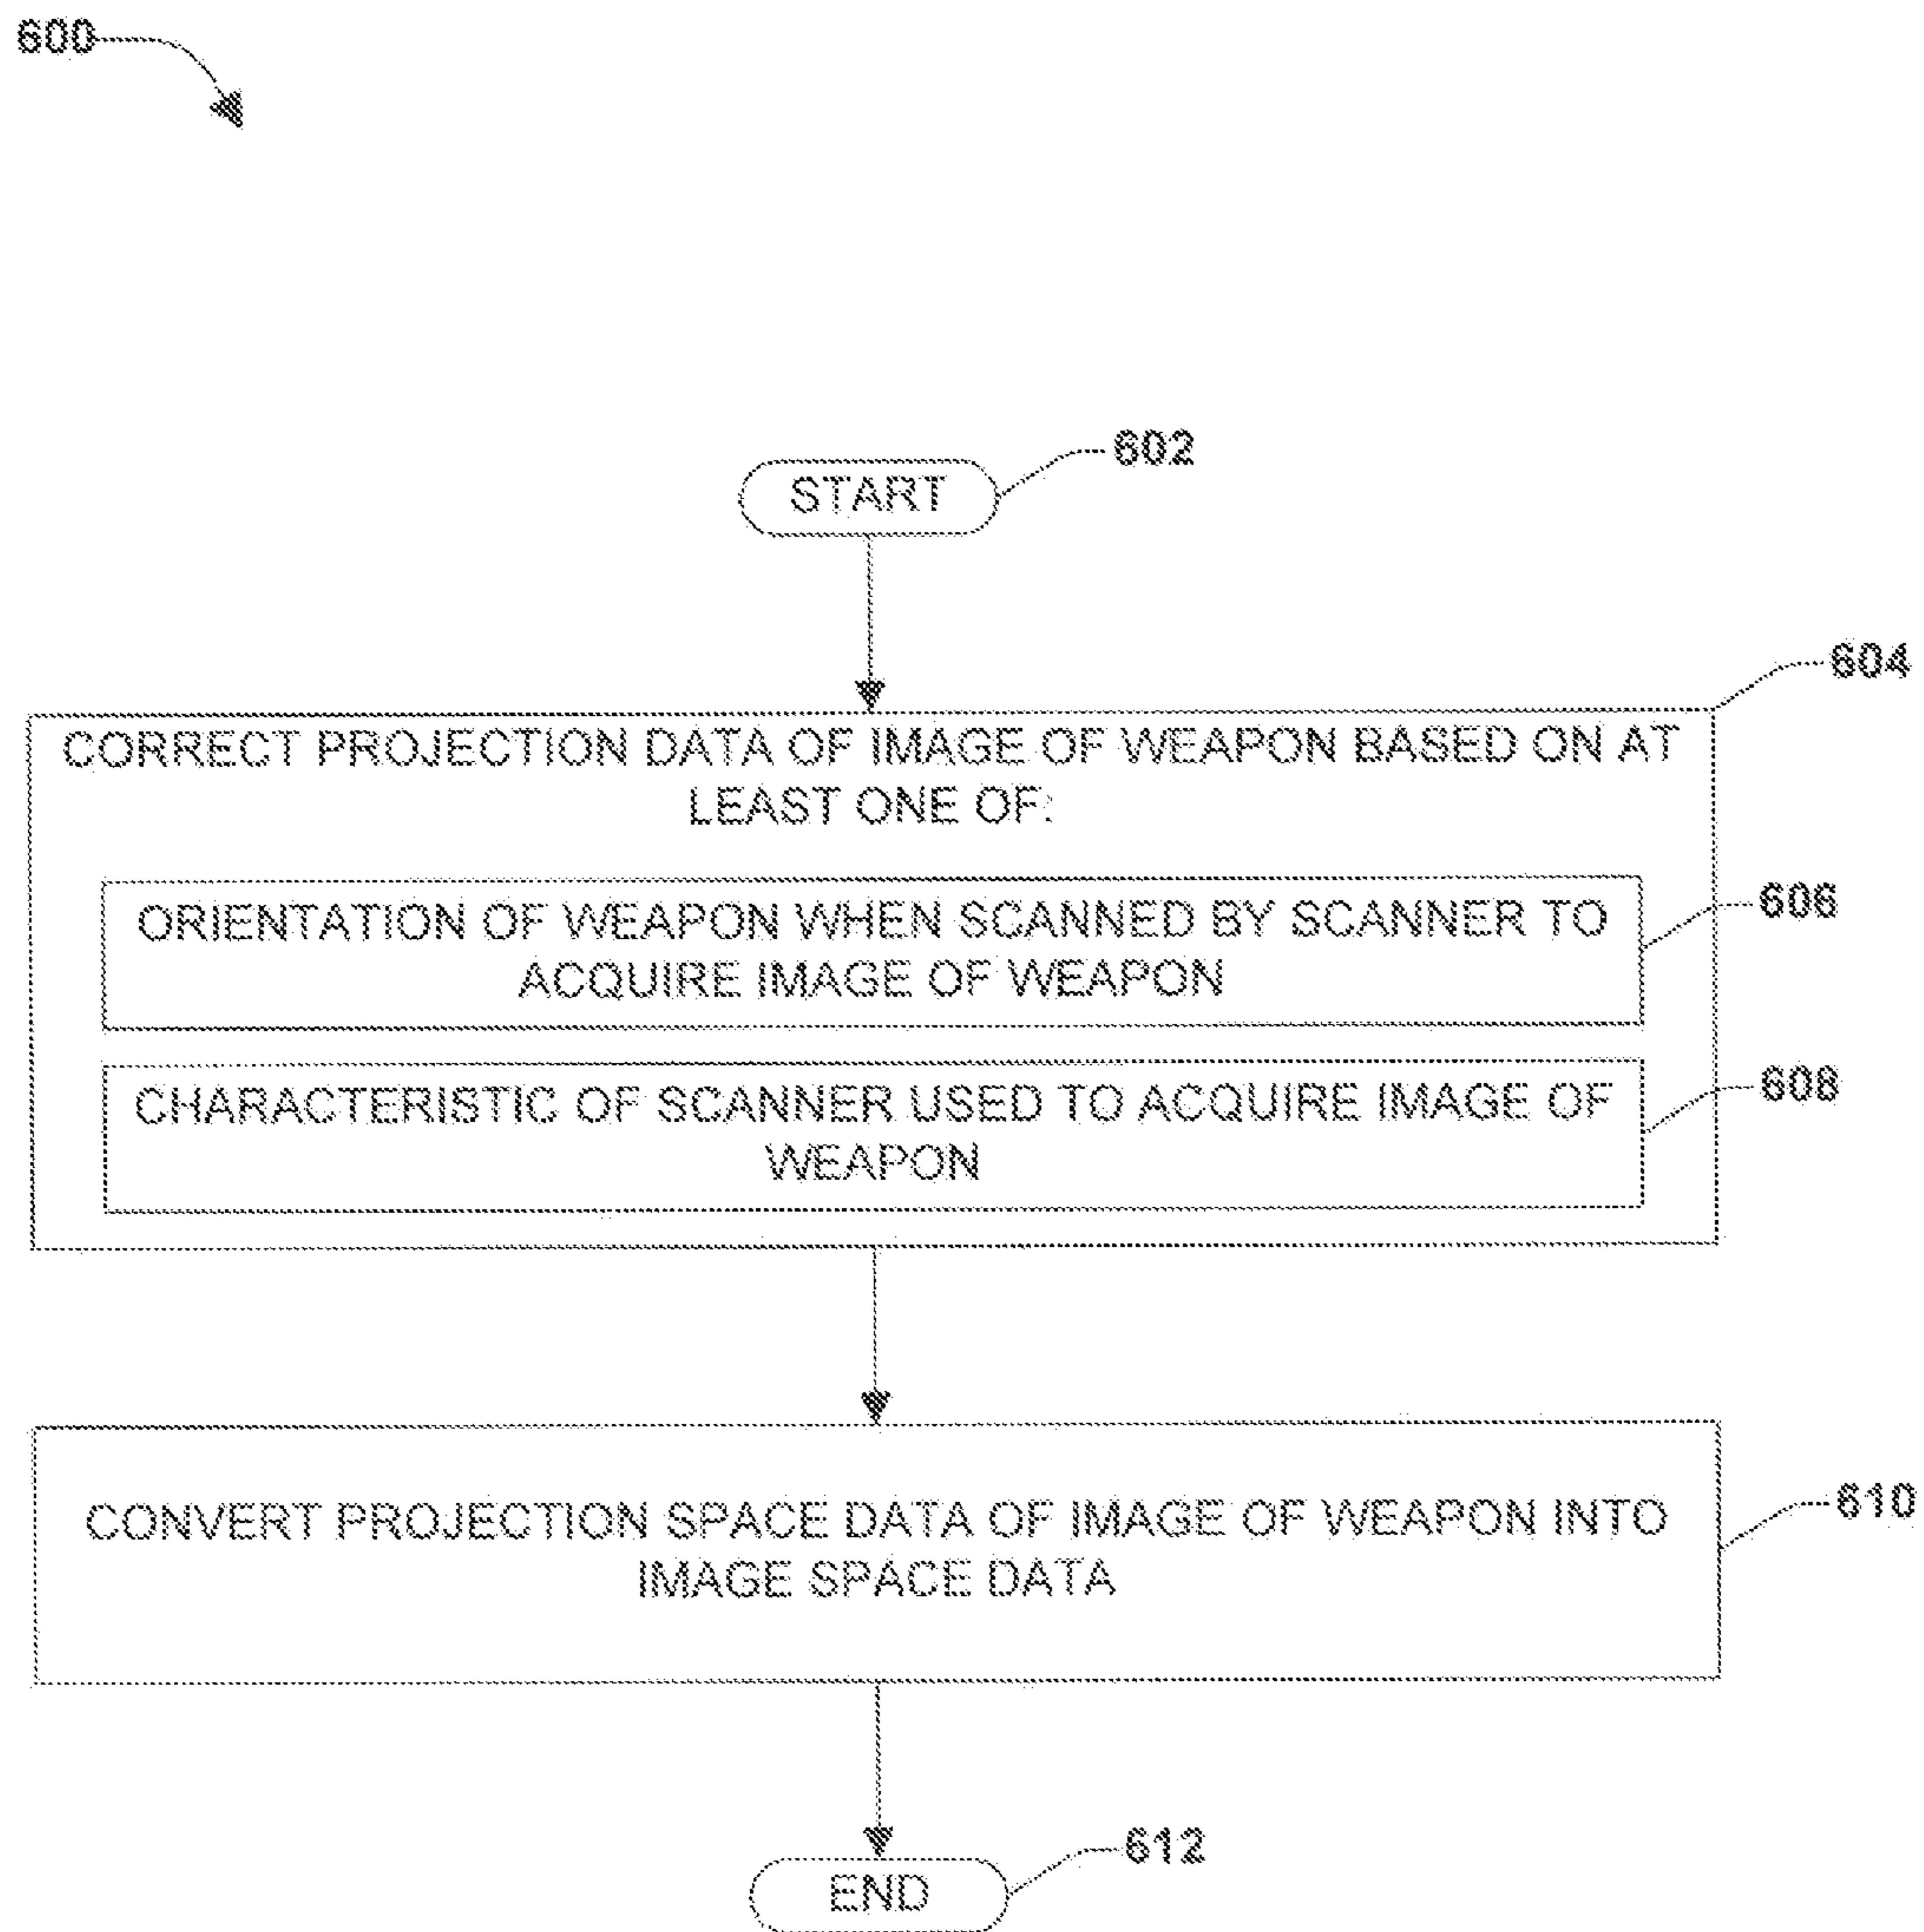 600
602
START
604
CORRECT PROJECTION DATA OF IMAGE OF WEAPON BASED ON AT
LEAST ONE OF:
606
ORIENTATION OF WEAPON WHEN SCANNED BY SCANNER TO
ACQUIRE IMAGE OF WEAPON
608
CHARACTERISTIC OF SCANNER USED TO ACQUIRE IMAGE OF
WEAPON
610
CONVERT PROJECTION SPACE DATA OF IMAGE OF WEAPON INTO
IMAGE SPACE DATA
612
END